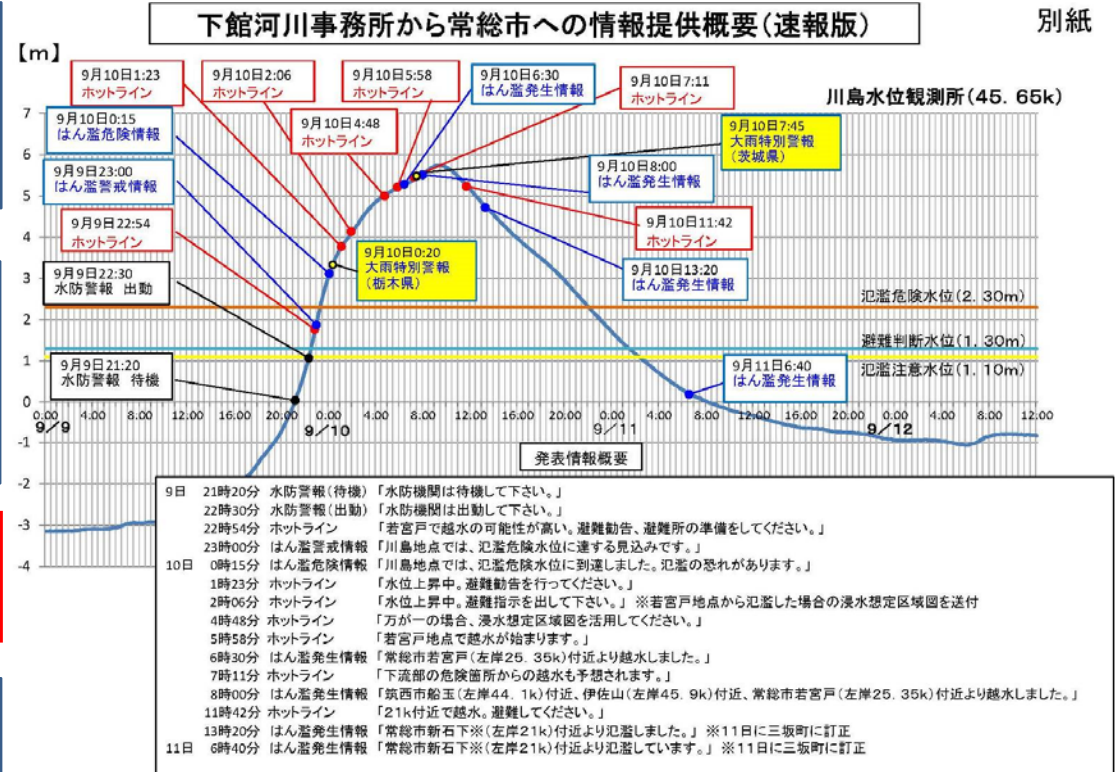 下館河川事務所から常総市への情報提供概要(速報版)
別紙
【m】
川島水位観測所(45. 65k)
9月10日1:23
ホットライン
9月10日2:06
ホットライン
9月10日5:58
ホットライン
9月10日6:30
はん濫発生情報
9月10日7:11
ホットライン
9月10日0:15
はん濫危険情報
9月10日4:48
ホットライン
9月10日7:45
大雨特別警報
(茨城県)
9月9日23:00
はん濫警戒情報
9月10日8:00
はん濫発生情報
9月9日22:54
ホットライン
9月10日11:42
ホットライン
9月10日0:20
大雨特別警報
(栃木県)
9月9日22:30
水防警報 出動
9月10日13:20
はん濫発生情報
氾濫危険水位(2. 30m)
避難判断水位(1. 30m)
9月9日21:20
水防警報 待機
9月11日6:40
はん濫発生情報
氾濫注意水位(1. 10m)
7
6
5
4
3
2
1
0
-1
-2
-3
-4
0.00 4.00 8.00 12.00 16.00 20.00 0.00 4.00 8.00 12.00 16.00 20.00 0.00 4.00 8.00 12.00 16.00 20.00 0.00 4.00 8.00 12.00
9/9 9/10 9/11 9/12
発表情報概要
9日 21時20分 水防警報(待機) 「水防機関は待機して下さい。」
22時30分 水防警報(出動) 「水防機関は出動して下さい。」
22時54分 ホットライン 「若宮戸で越水の可能性が高い。避難勧告、避難所の準備をしてください。」
23時00分 はん濫警戒情報 「川島地点では、氾濫危険水位に達する見込みです。」
10日 0時15分 はん濫危険情報 「川島地点では、氾濫危険水位に到達しました。氾濫の恐れがあります。」
1時23分 ホットライン 「水位上昇中。避難勧告を行ってください。」
2時06分 ホットライン 「水位上昇中。避難指示を出して下さい。」 ※若宮戸地点から氾濫した場合の浸水想定区域図を送付
4時48分 ホットライン 「万が一の場合、浸水想定区域図を活用してください。」
5時58分 ホットライン 「若宮戸地点で越水が始まります。」
6時30分 はん濫発生情報 「常総市若宮戸(左岸25. 35k)付近より越水しました。」
7時11分 ホットライン 「下流部の危険箇所からの越水も予想されます。」
8時00分 はん濫発生情報 「筑西市船玉(左岸44. 1k)付近、伊佐山(左岸45. 9k)付近、常総市若宮戸(左岸25. 35k)付近より越水しました。」
11時42分 ホットライン 「21k付近で越水。避難してください。」
13時20分 はん濫発生情報 「常総市新石下※(左岸21k)付近より氾濫しました。」 ※11日に三坂町に訂正
11日 6時40分 はん濫発生情報 「常総市新石下※(左岸21k)付近より氾濫しています。」 ※11日に三坂町に訂正